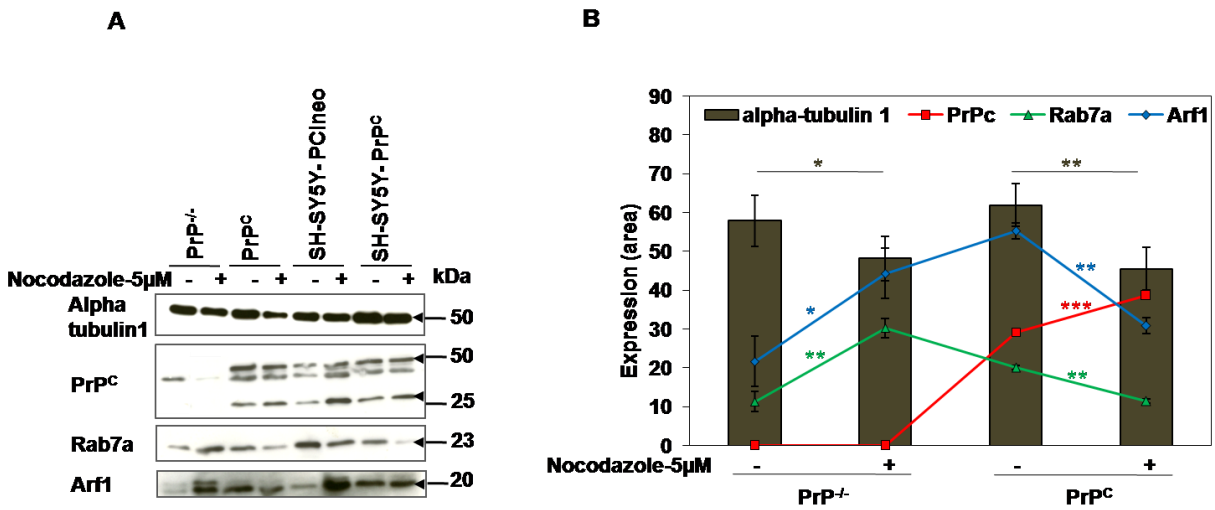 A
PrP-/-
PrPC
SH-SY5Y- PCIneo
SH-SY5Y- PrPC
Nocodazole-5µM - + - + - + - + kDa
Alpha tubulin1
50
PrPC
50
25
Rab7a
23
Arf1
20
B
Expression (area)
90
80
70
60
50
40
30
20
10
0
alpha-tubulin 1
PrPc
Rab7a
Arf1
*
**
*
**
**
***
**
Nocodazole-5µM - + - +
PrP-/-
PrPC